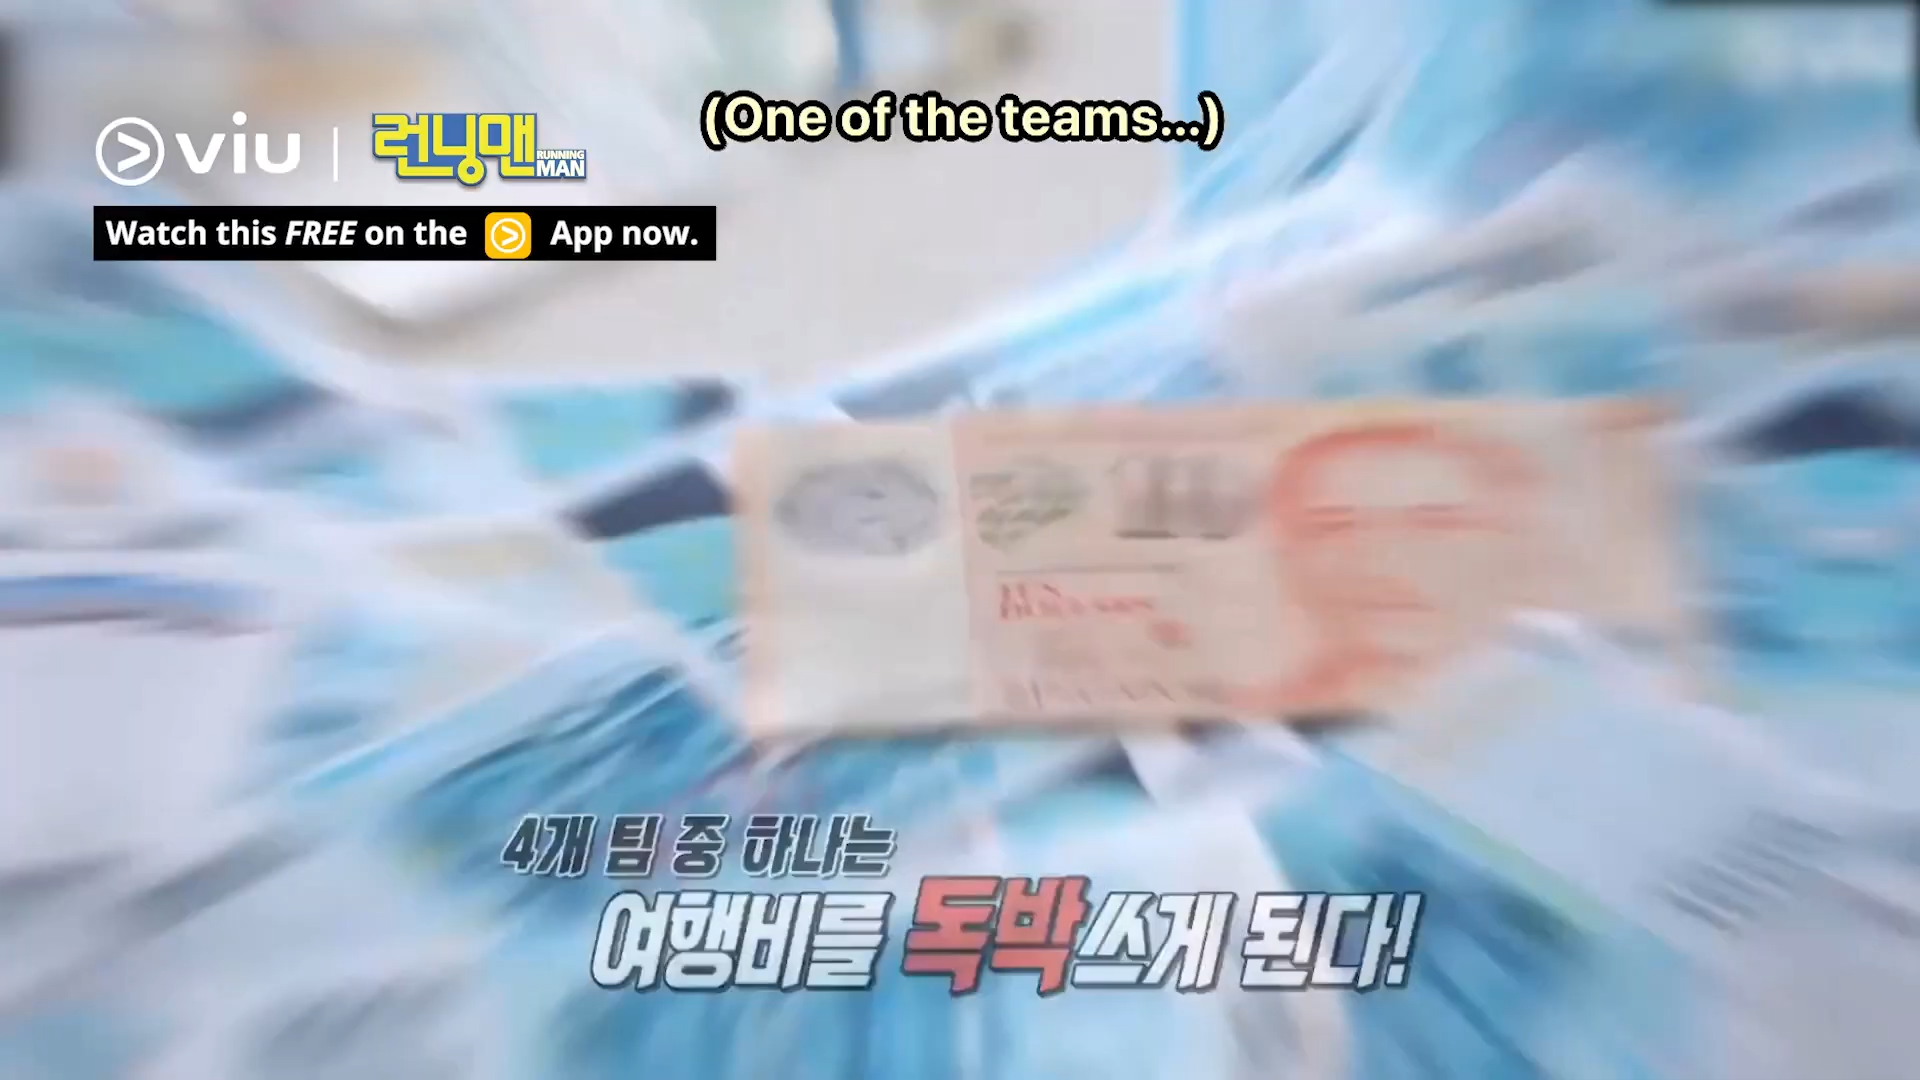 (One of the teams...)
viu | 런닝맨 RUNNING MAN
Watch this FREE on the App now.
4개 팀 중 하나는
여행비를 독박쓰게 된다!